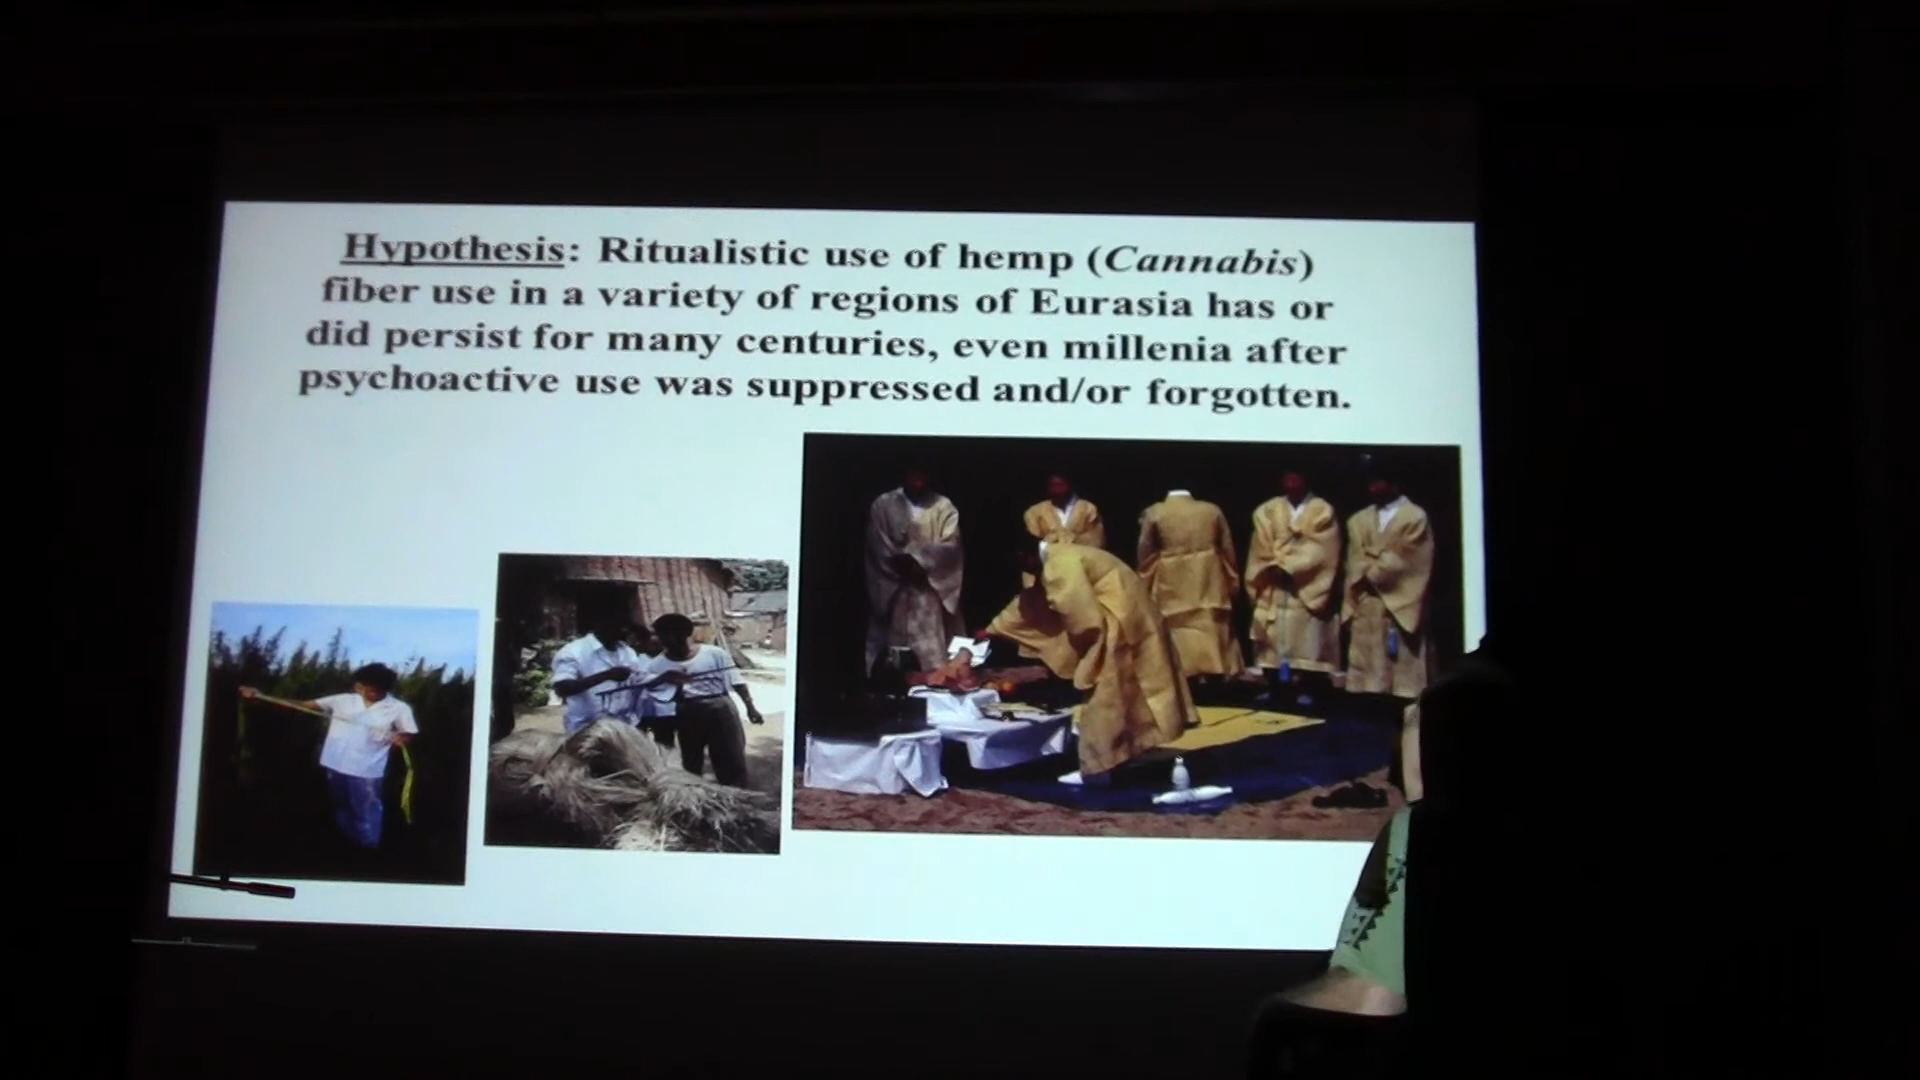 Hypothesis: Ritualistic use of hemp (Cannabis)
fiber use in a variety of regions of Eurasia has or
did persist for many centuries, even millenia after
psychoactive use was suppressed and/or forgotten.